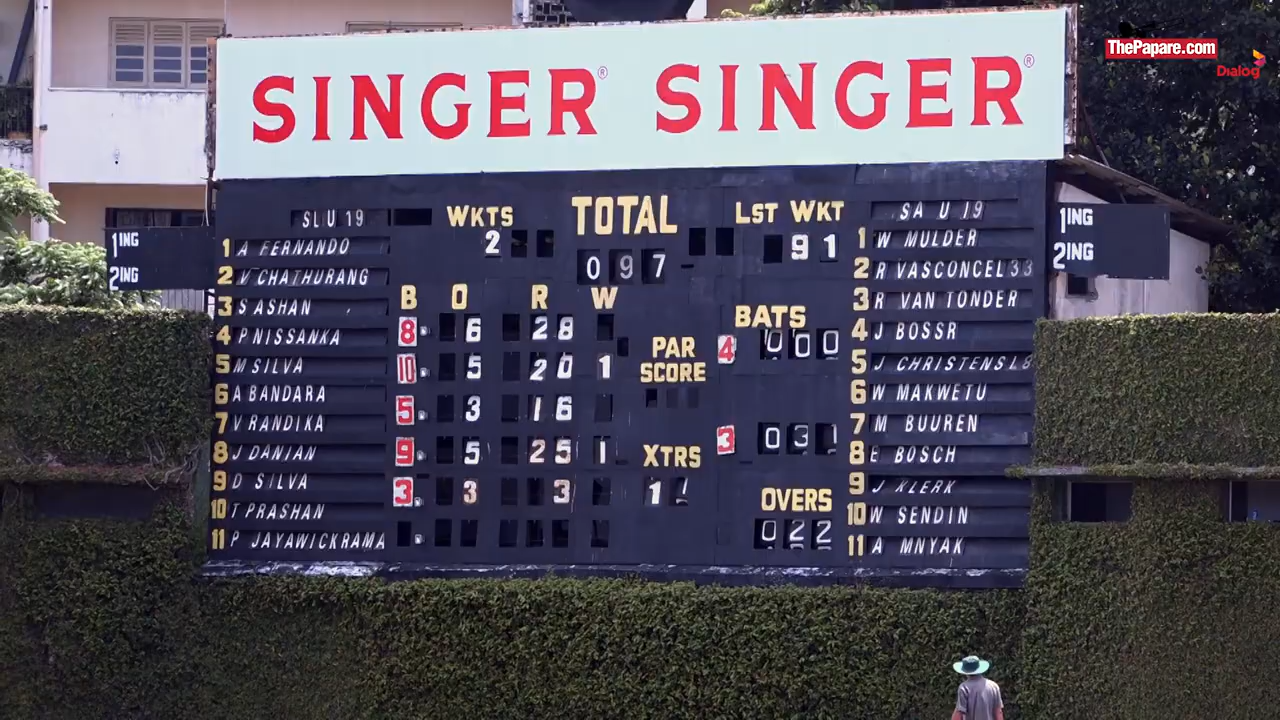 ThePapare.com
Dialog
SINGER® SINGER®
SL U 19 WKTS TOTAL LST WKT SA U 19
2 097 91
1ING
2ING
1ING
2ING
1 A FERNANDO
2 V CHATHURANG
3 S ASHAN
4 P NISSANKA
5 M SILVA
6 A BANDARA
7 V RANDIKA
8 J DANIAN
9 D SILVA
10 T PRASHAN
11 P JAYAWICKRAMA
B O R W
8 6 28
10 5 20 1
5 3 16
9 5 25 1
3 3 3
PAR
SCORE
XTRS
11
BATS
4 000
3 031
OVERS
022
1 W MULDER
2 R VASCONCEL 33
3 R VAN TONDER
4 J BOSSR
5 J CHRISTENS L8
6 W MAKWETU
7 M BUUREN
8 E BOSCH
9 J KLERK
10 W SENDIN
11 A MNYAK